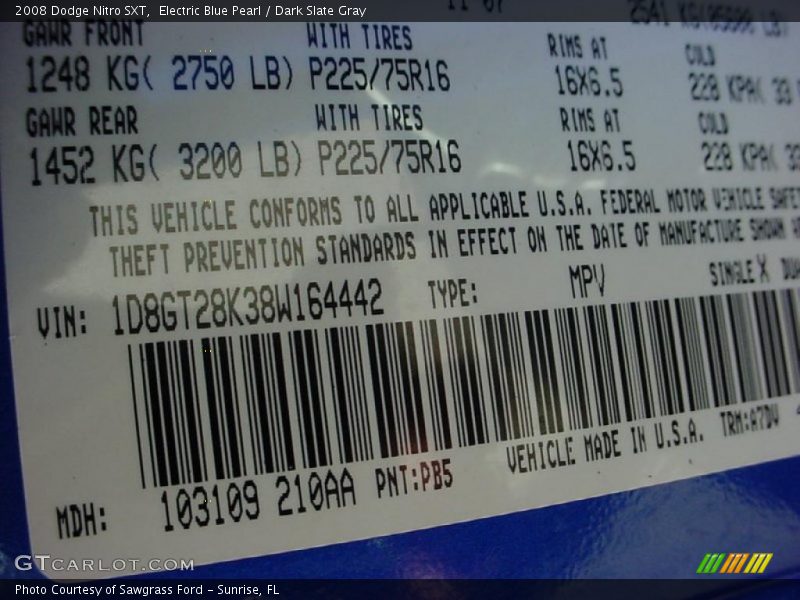 2008 Dodge Nitro SXT, Electric Blue Pearl / Dark Slate Gray
GAWR FRONT WITH TIRES RIMS AT COLD
1248 KG( 2750 LB) P225/75R16 16X6.5 228 KPA( 33
GAWR REAR WITH TIRES RIMS AT COLD
1452 KG( 3200 LB) P225/75R16 16X6.5 228 KPA( 33
THIS VEHICLE CONFORMS TO ALL APPLICABLE U.S.A. FEDERAL MOTOR VEHICLE
THEFT PREVENTION STANDARDS IN EFFECT ON THE DATE OF MANUFACTURE SHOWN
VIN: 1D8GT28K38W164442 TYPE: MPV SINGLE X
MDH: 103109 210AA PNT:PB5 VEHICLE MADE IN U.S.A. TRM:A7DV
GTCARLOT.COM
Photo Courtesy of Sawgrass Ford - Sunrise, FL